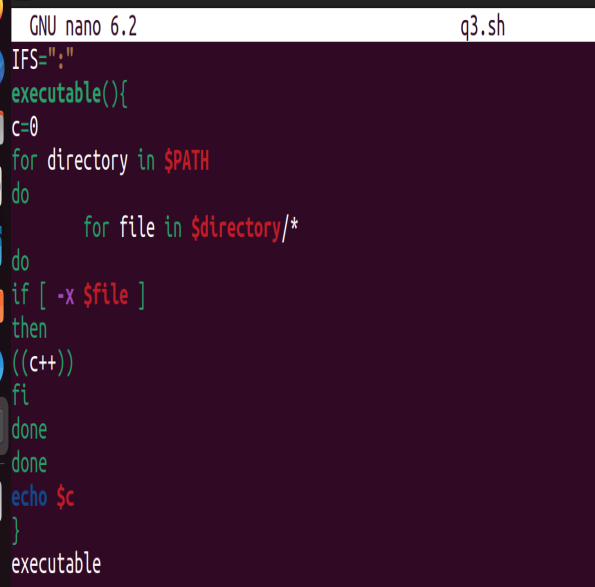 GNU nano 6.2 q3.sh
IFS=":"
executable(){
c=0
for directory in $PATH
do
for file in $directory/*
do
if [ -x $file ]
then
((c++))
fi
done
done
echo $c
}
executable